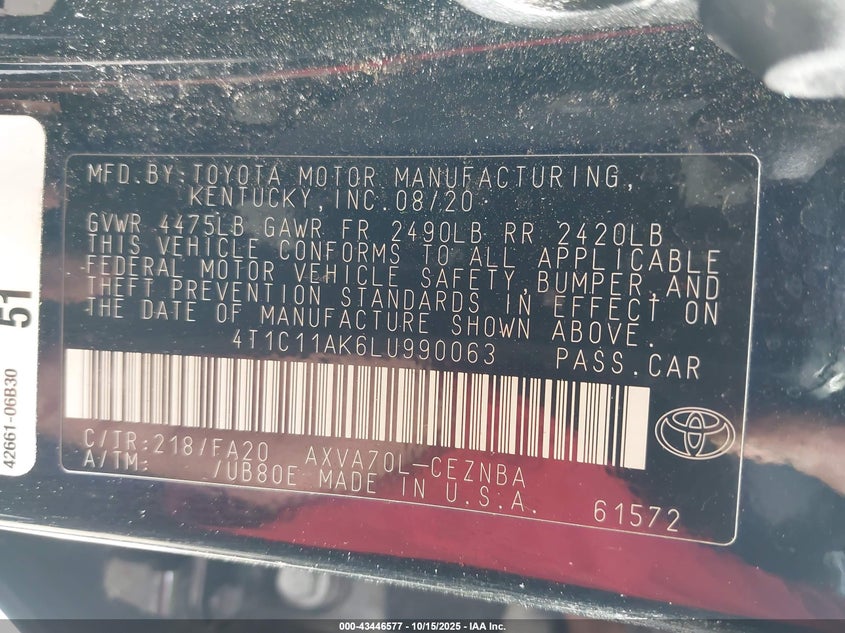 MFD.BY:TOYOTA MOTOR MANUFACTURING,
KENTUCKY, INC. 08/20
GVWR 4475LB GAWR FR 2490LB RR 2420LB
THIS VEHICLE CONFORMS TO ALL APPLICABLE
FEDERAL MOTOR VEHICLE SAFETY, BUMPER, AND
THEFT PREVENTION STANDARDS IN EFFECT ON
THE DATE OF MANUFACTURE SHOWN ABOVE.
4T1C11AK6LU990063 PASS.CAR
C/TR:218/FA20 AXVA70L-CEZNBA
A/TM: /UB80E MADE IN U.S.A.
61572
42661-06B30
51
000-43446577 - 10/15/2025 - IAA Inc.